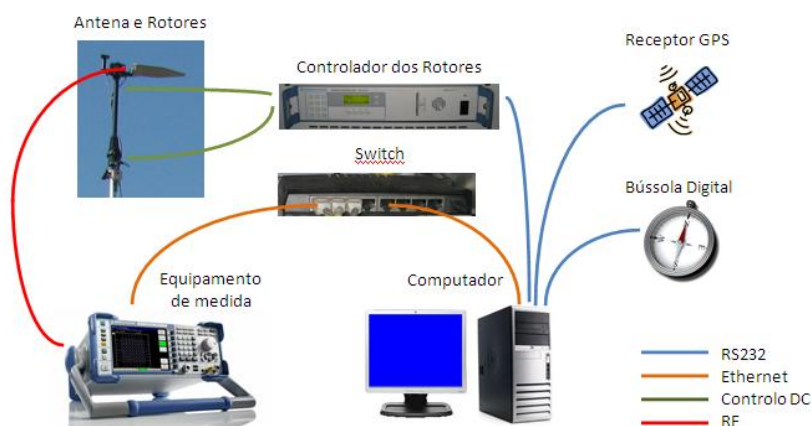 Antena e Rotores
Controlador dos Rotores
Receptor GPS
Switch
Bússola Digital
Equipamento
de medida
Computador
RS232
Ethernet
Controlo DC
RF